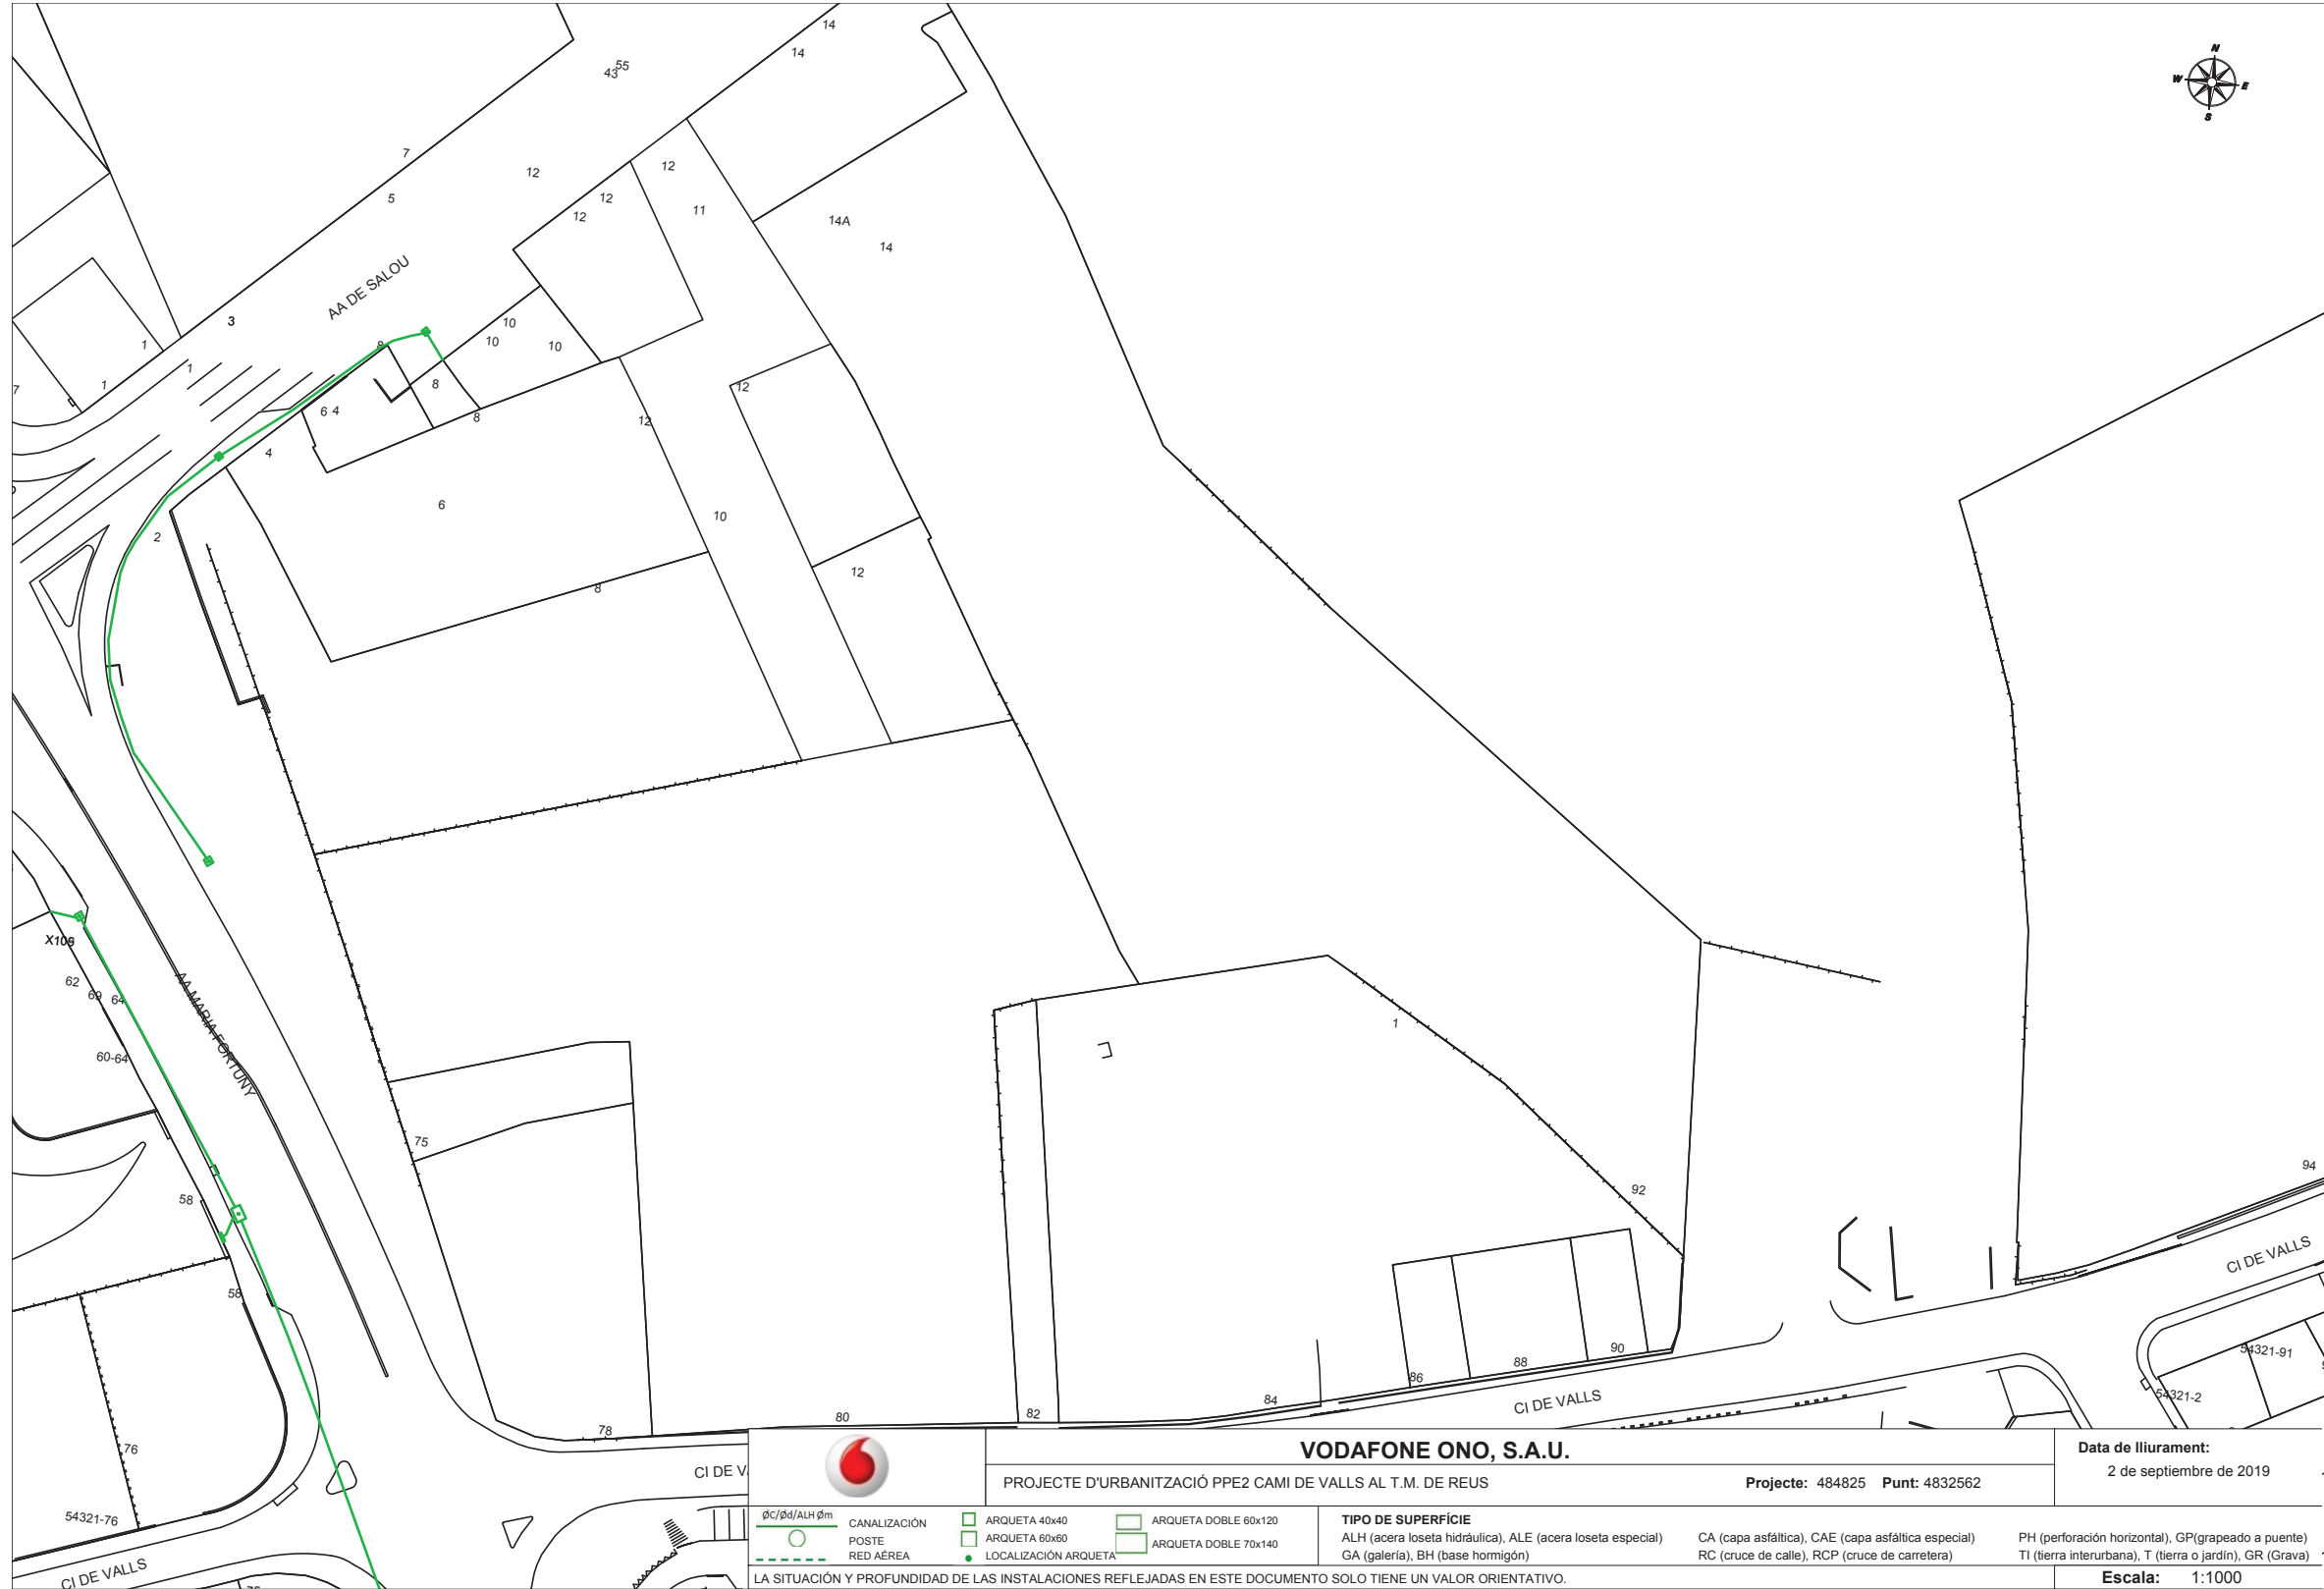 14
14
55
43
N
W
E
S
7
12
12
5
12
11
12
14A
14
AA DE SALOU
3
10
1
8
10
10
1
1
8
12
7
6 4
8
12
4
6
10
2
12
8
X106
62
69
64
AA MARIA FORTUNY
1
60-64
75
94
92
58
CI DE VALLS
58
90
54321-91
88
86
54321-2
84
CI DE VALLS
82
80
78
76
CI DE V
54321-76
CI DE VALLS
VODAFONE ONO, S.A.U.
Data de lliurament:
2 de septiembre de 2019
PROJECTE D'URBANITZACIÓ PPE2 CAMI DE VALLS AL T.M. DE REUS
Projecte: 484825 Punt: 4832562
ØC/Ød/ALH Øm
CANALIZACIÓN
POSTE
RED AÉREA
ARQUETA 40x40
ARQUETA 60x60
LOCALIZACIÓN ARQUETA
ARQUETA DOBLE 60x120
ARQUETA DOBLE 70x140
TIPO DE SUPERFÍCIE
ALH (acera loseta hidráulica), ALE (acera loseta especial)
GA (galería), BH (base hormigón)
CA (capa asfáltica), CAE (capa asfáltica especial)
RC (cruce de calle), RCP (cruce de carretera)
PH (perforación horizontal), GP(grapeado a puente)
TI (tierra interurbana), T (tierra o jardín), GR (Grava)
LA SITUACIÓN Y PROFUNDIDAD DE LAS INSTALACIONES REFLEJADAS EN ESTE DOCUMENTO SOLO TIENE UN VALOR ORIENTATIVO.
Escala: 1:1000